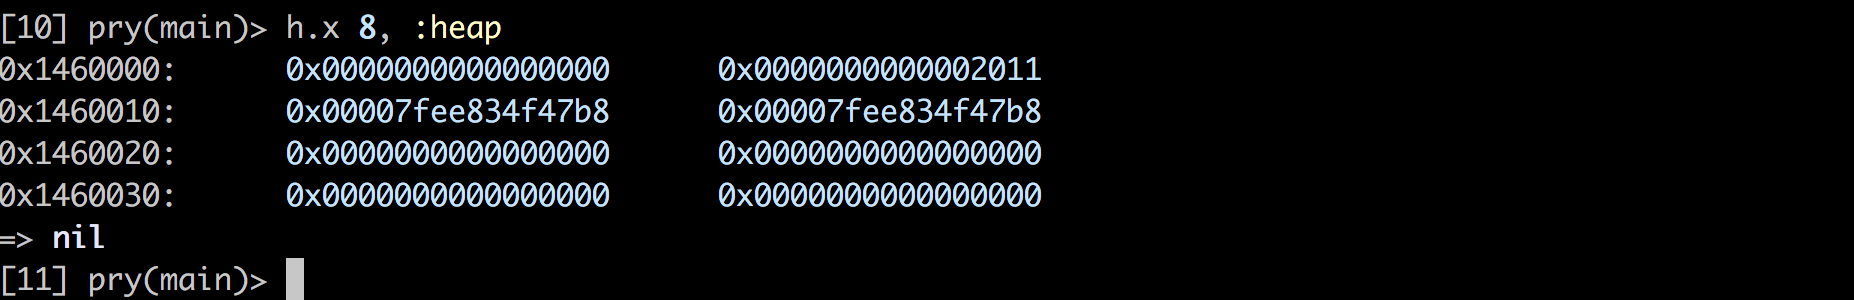 [10] pry(main)> h.x 8, :heap
0x1460000: 0x0000000000000000 0x0000000000002011
0x1460010: 0x00007fee834f47b8 0x00007fee834f47b8
0x1460020: 0x0000000000000000 0x0000000000000000
0x1460030: 0x0000000000000000 0x0000000000000000
=> nil
[11] pry(main)>